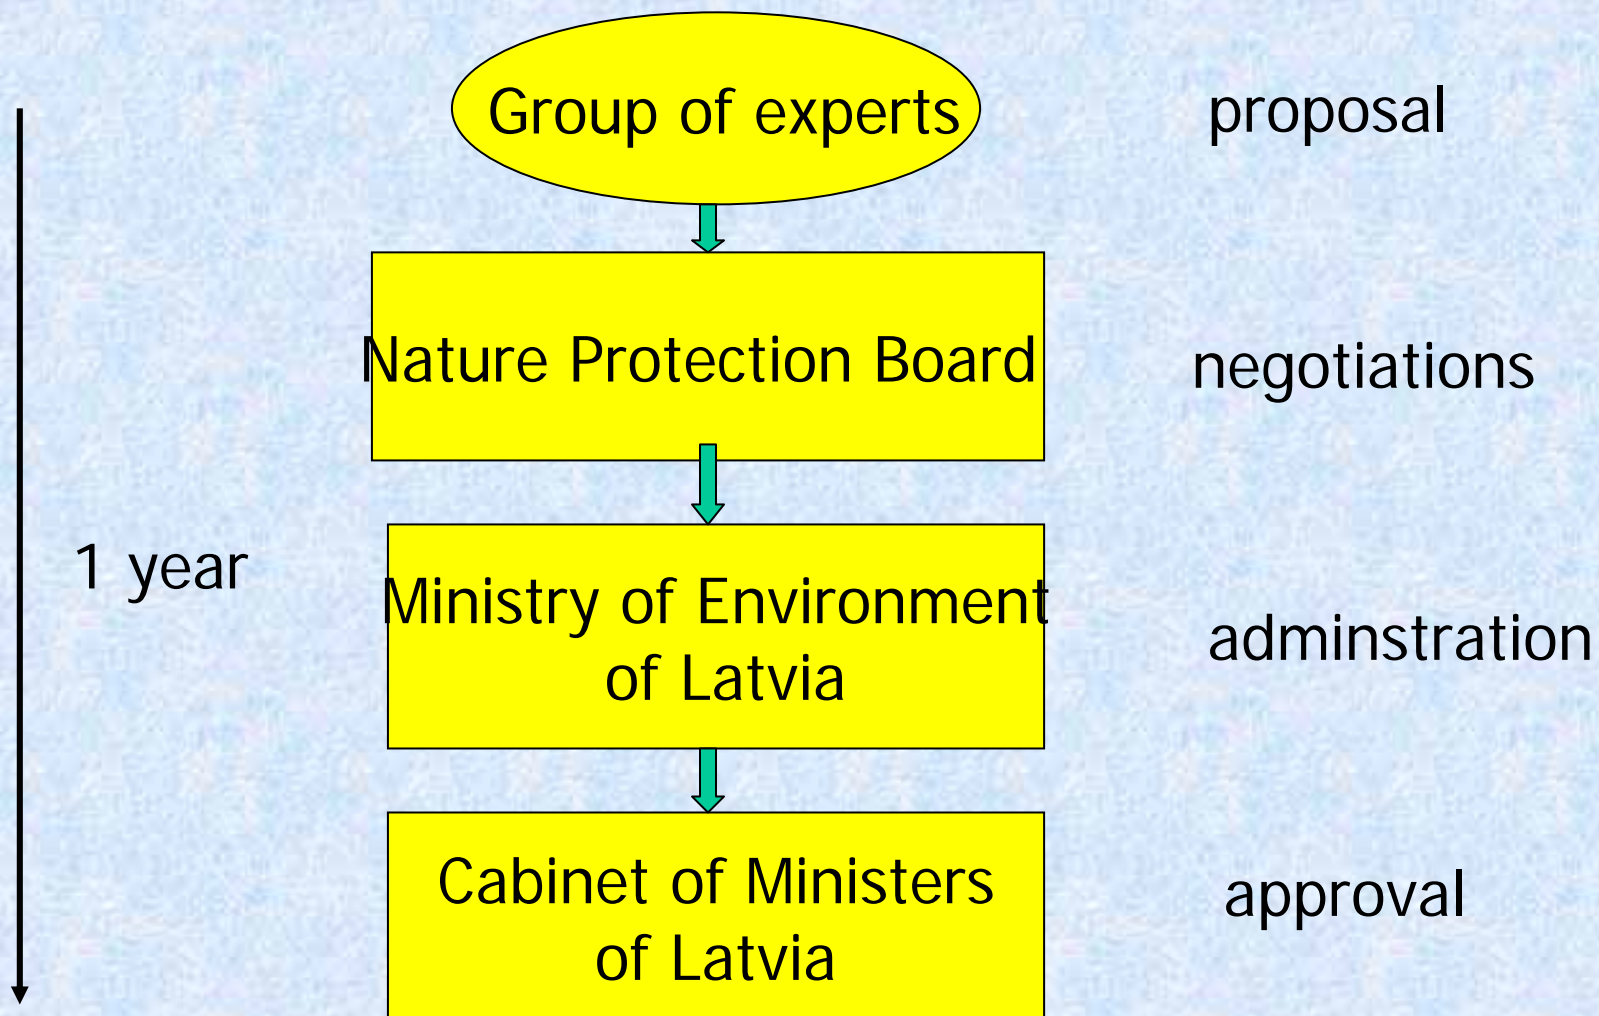 Group of experts
proposal
Nature Protection Board
negotiations
1 year
Ministry of Environment
of Latvia
adminstration
Cabinet of Ministers
of Latvia
approval